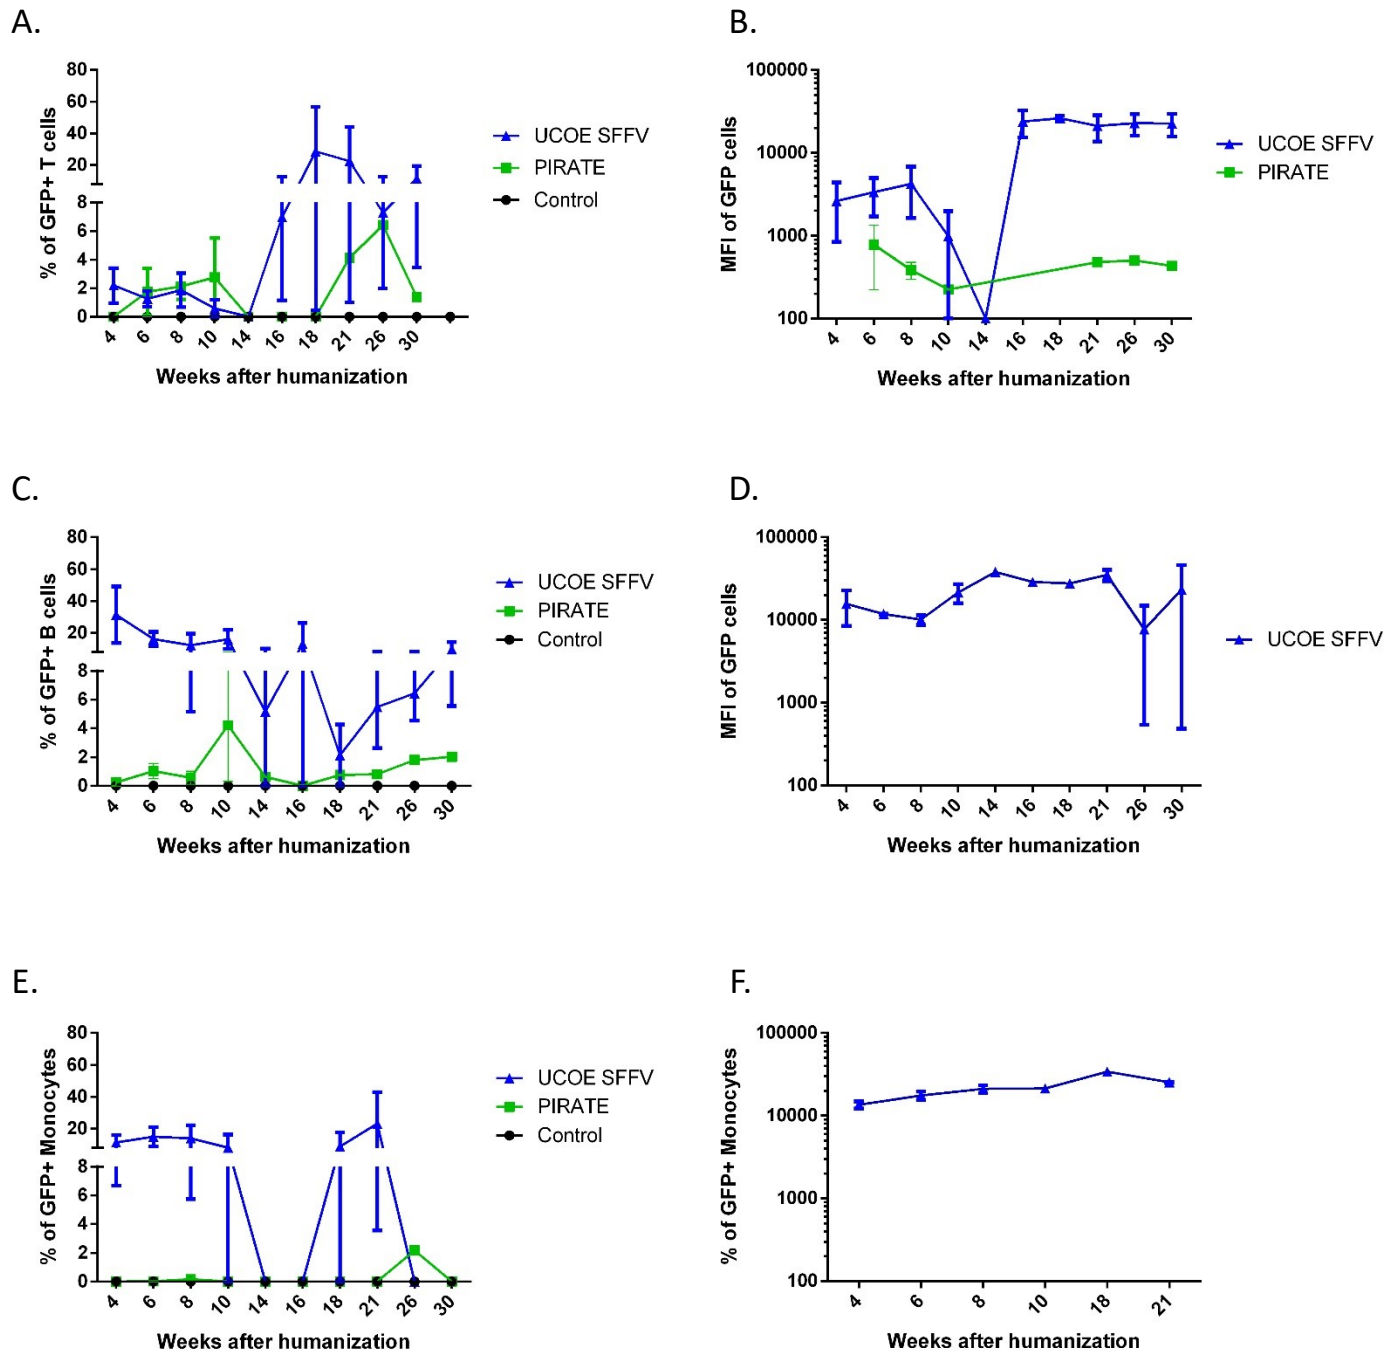 A.
80
60
40
20
8
6
4
2
0
% of GFP+ T cells
4 6 8 10 14 16 18 21 26 30
Weeks after humanization
UCOE SFFV
PIRATE
Control
B.
100000
10000
1000
100
MFI of GFP cells
4 6 8 10 14 16 18 21 26 30
Weeks after humanization
UCOE SFFV
PIRATE
C.
80
60
40
20
8
6
4
2
0
% of GFP+ B cells
4 6 8 10 14 16 18 21 26 30
Weeks after humanization
UCOE SFFV
PIRATE
Control
D.
100000
10000
1000
100
MFI of GFP cells
4 6 8 10 14 16 18 21 26 30
Weeks after humanization
UCOE SFFV
E.
80
60
40
20
8
6
4
2
0
% of GFP+ Monocytes
4 6 8 10 14 16 18 21 26 30
Weeks after humanization
UCOE SFFV
PIRATE
Control
F.
100000
10000
1000
100
% of GFP+ Monocytes
4 6 8 10 18 21
Weeks after humanization